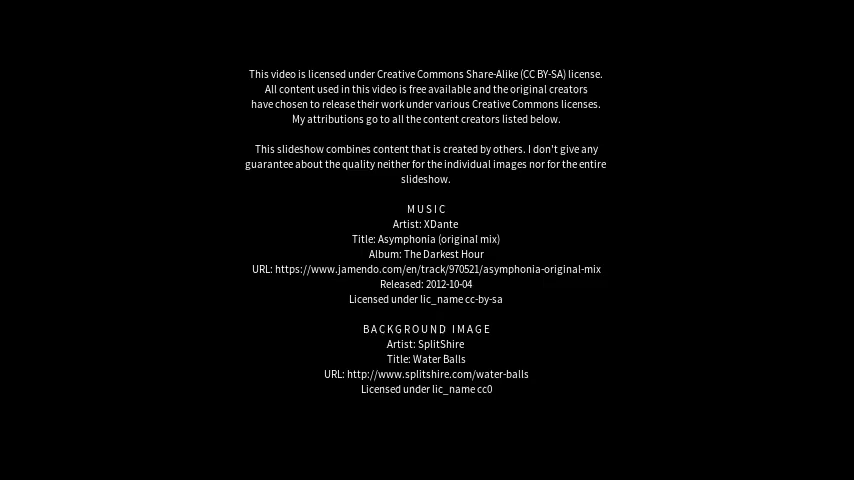 This video is licensed under Creative Commons Share-Alike (CC BY-SA) license.
All content used in this video is free available and the original creators
have chosen to release their work under various Creative Commons licenses.
My attributions go to all the content creators listed below.
This slideshow combines content that is created by others. I don't give any
guarantee about the quality neither for the individual images nor for the entire
slideshow.
MUSIC
Artist: XDante
Title: Asymphonia (original mix)
Album: The Darkest Hour
URL: https://www.jamendo.com/en/track/970521/asymphonia-original-mix
Released: 2012-10-04
Licensed under lic_name cc-by-sa
BACKGROUND IMAGE
Artist: SplitShire
Title: Water Balls
URL: http://www.splitshire.com/water-balls
Licensed under lic_name cc0